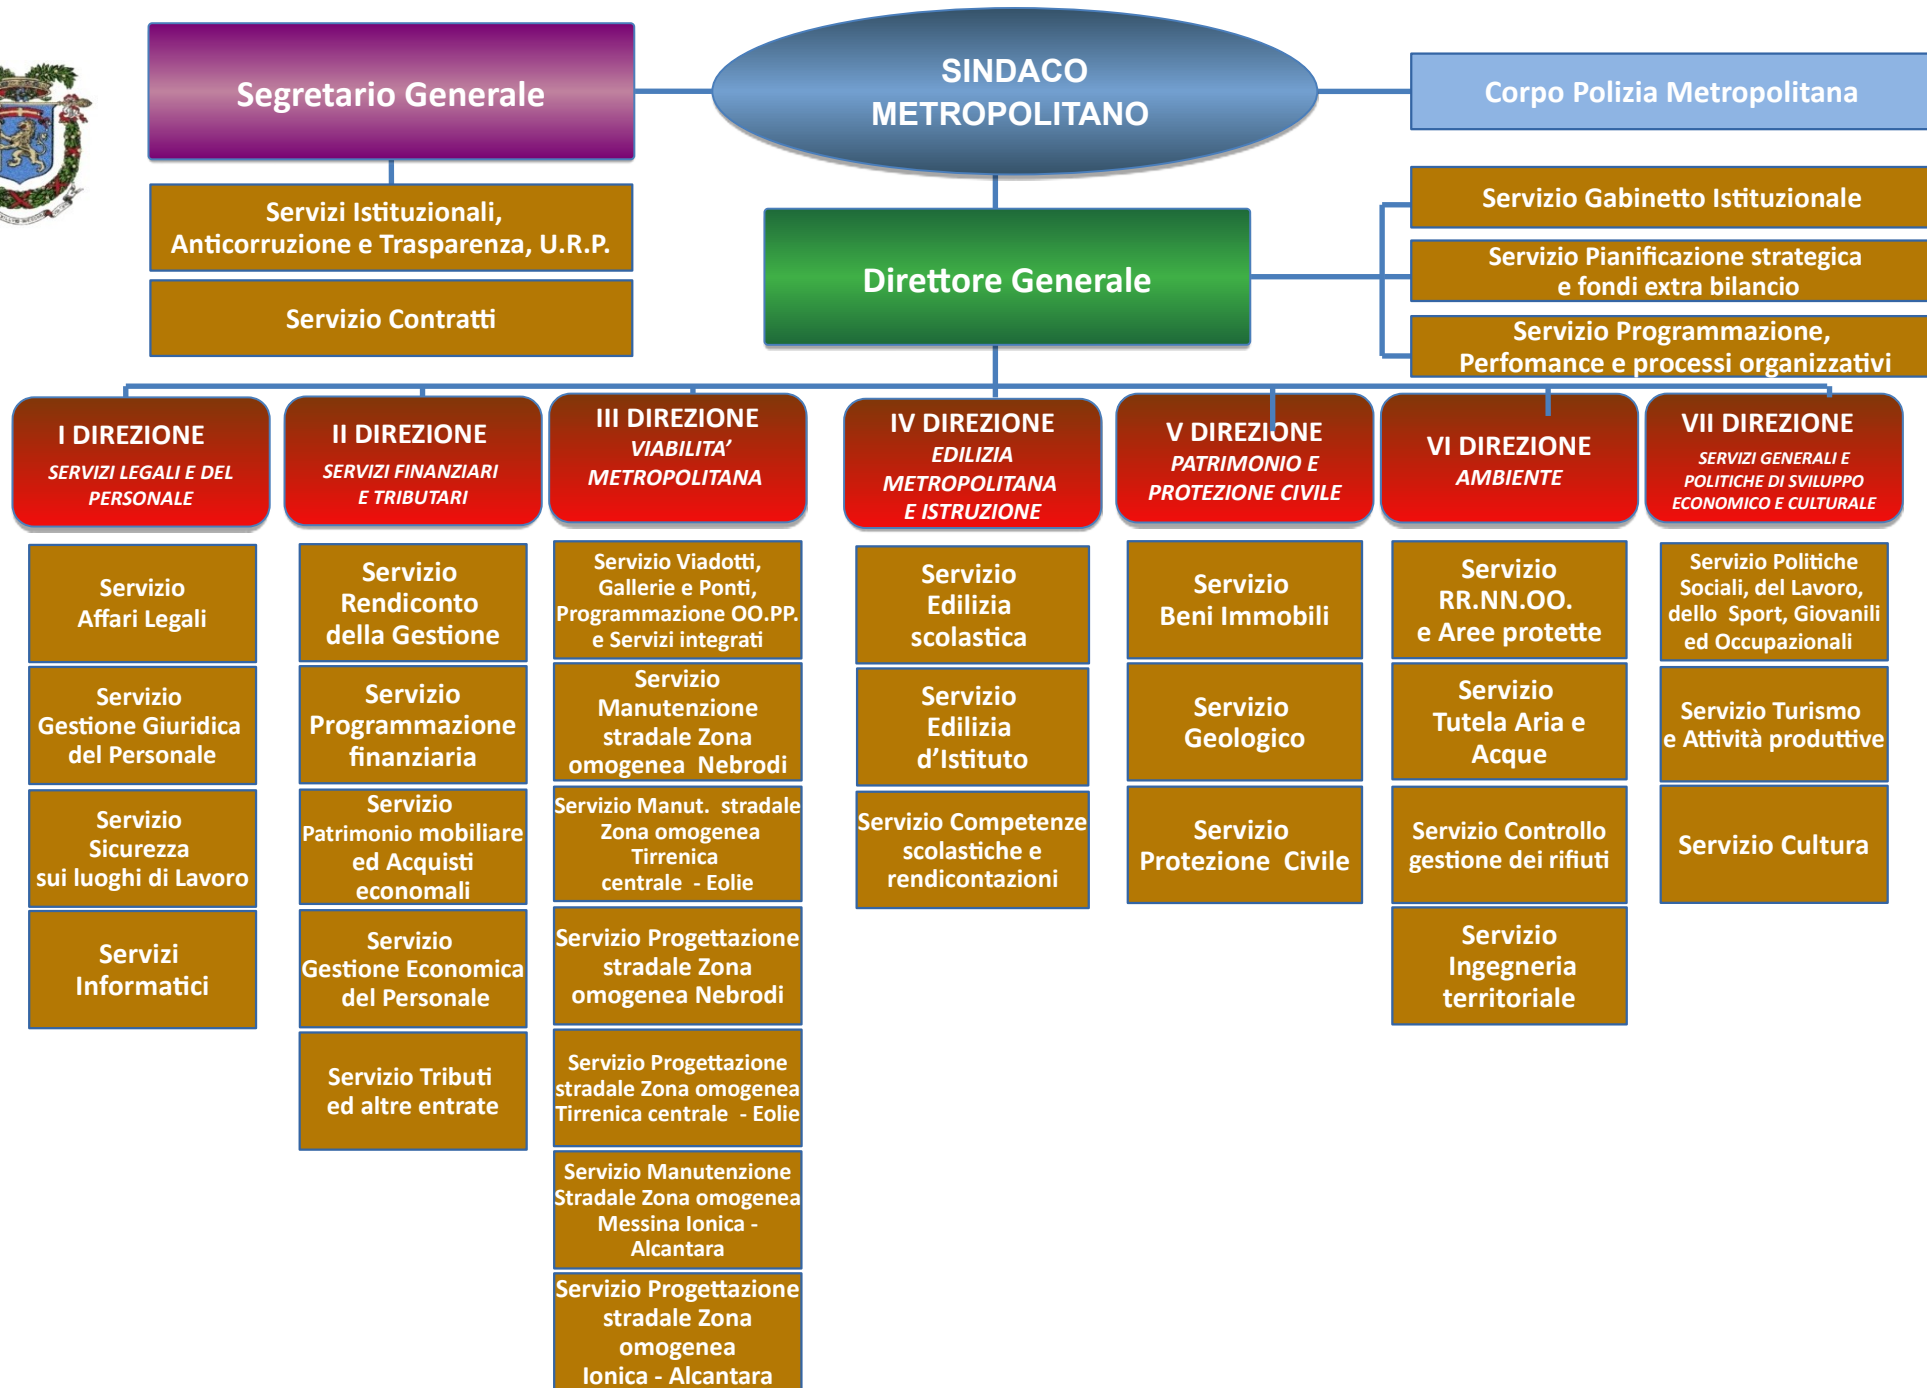 Segretario Generale
SINDACO
METROPOLITANO
Corpo Polizia Metropolitana
Servizi Istituzionali,
Anticorruzione e Trasparenza, U.R.P.
Servizio Contratti
Direttore Generale
Servizio Gabinetto Istituzionale
Servizio Pianificazione strategica
e fondi extra bilancio
Servizio Programmazione,
Perfomance e processi organizzativi
I DIREZIONE
SERVIZI LEGALI E DEL
PERSONALE
II DIREZIONE
SERVIZI FINANZIARI
E TRIBUTARI
III DIREZIONE
VIABILITA’
METROPOLITANA
IV DIREZIONE
EDILIZIA
METROPOLITANA
E ISTRUZIONE
V DIREZIONE
PATRIMONIO E
PROTEZIONE CIVILE
VI DIREZIONE
AMBIENTE
VII DIREZIONE
SERVIZI GENERALI E
POLITICHE DI SVILUPPO
ECONOMICO E CULTURALE
Servizio
Affari Legali
Servizio
Gestione Giuridica
del Personale
Servizio
Sicurezza
sui luoghi di Lavoro
Servizi
Informatici
Servizio
Rendiconto
della Gestione
Servizio
Programmazione
finanziaria
Servizio
Patrimonio mobiliare
ed Acquisti
economali
Servizio
Gestione Economica
del Personale
Servizio Tributi
ed altre entrate
Servizio Viadotti,
Gallerie e Ponti,
Programmazione OO.PP.
e Servizi integrati
Servizio
Manutenzione
stradale Zona
omogenea Nebrodi
Servizio Manut. stradale
Zona omogenea
Tirrenica
centrale - Eolie
Servizio Progettazione
stradale Zona
omogenea Nebrodi
Servizio Progettazione
stradale Zona omogenea
Tirrenica centrale - Eolie
Servizio Manutenzione
Stradale Zona omogenea
Messina Ionica -
Alcantara
Servizio Progettazione
stradale Zona
omogenea
Ionica - Alcantara
Servizio
Edilizia
scolastica
Servizio
Edilizia
d’Istituto
Servizio Competenze
scolastiche e
rendicontazioni
Servizio
Beni Immobili
Servizio
Geologico
Servizio
Protezione Civile
Servizio
RR.NN.OO.
e Aree protette
Servizio
Tutela Aria e
Acque
Servizio Controllo
gestione dei rifiuti
Servizio
Ingegneria
territoriale
Servizio Politiche
Sociali, del Lavoro,
dello Sport, Giovanili
ed Occupazionali
Servizio Turismo
e Attività produttive
Servizio Cultura